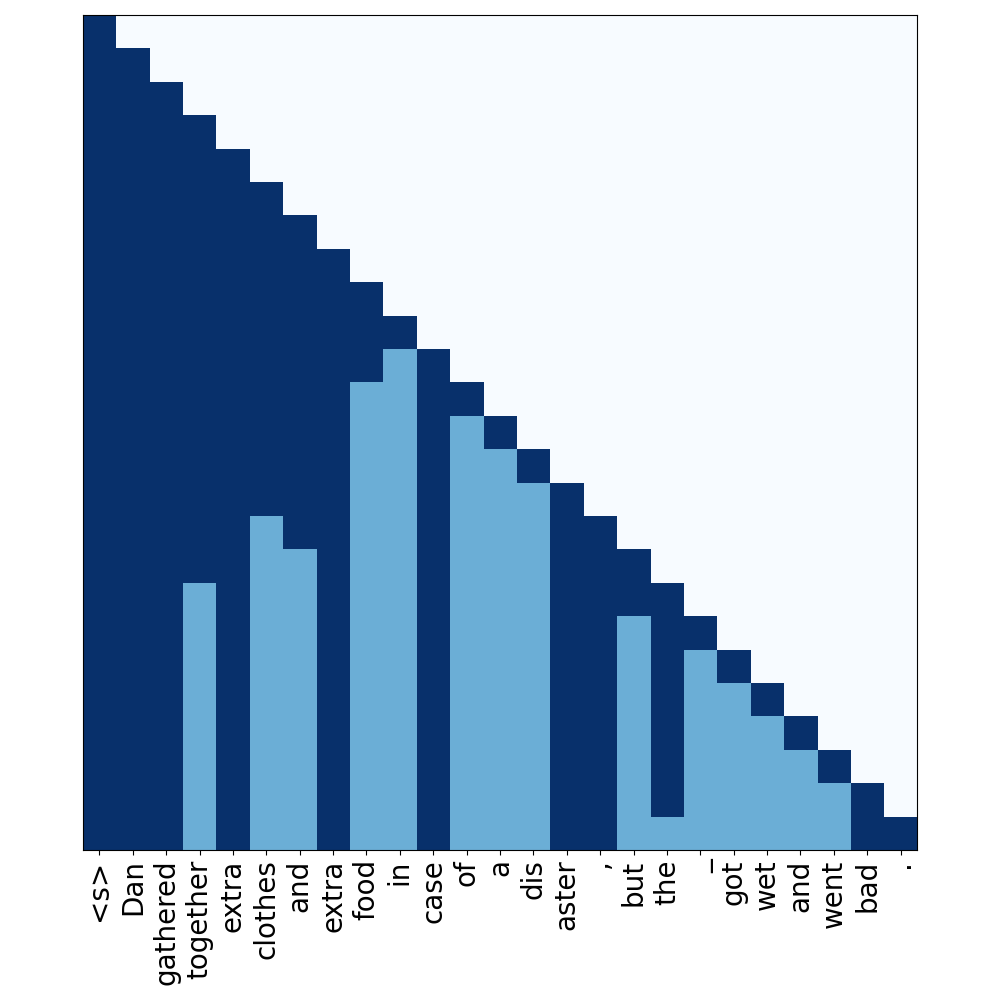 <s> Dan gathered together extra clothes and extra food in case of a dis aster , but the _ got wet and went bad .